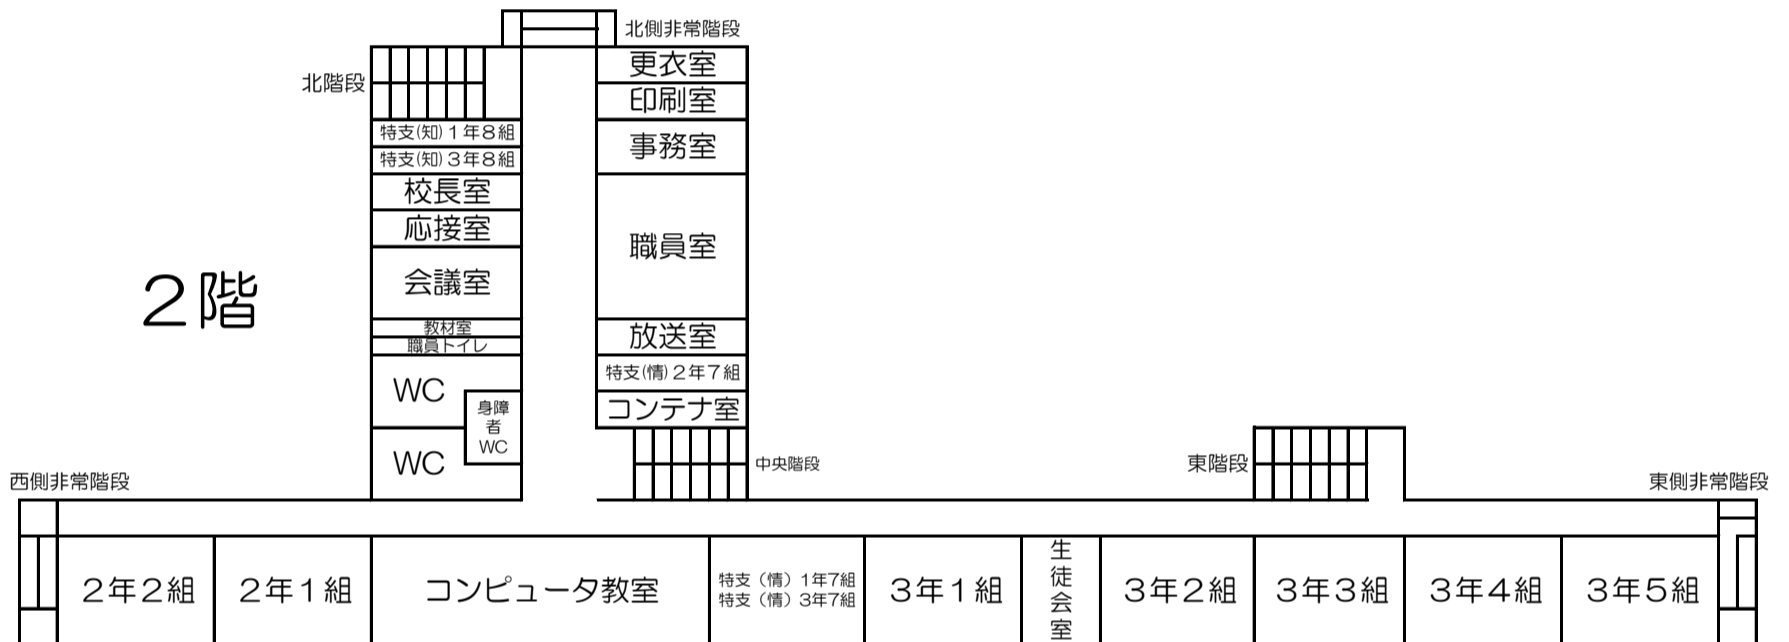 北側非常階段
北階段
更衣室
印刷室
事務室
職員室
放送室
特支(情)２年７組
コンテナ室
特支(知)１年８組
特支(知)３年８組
校長室
応接室
会議室
教材室
職員トイレ
WC
身障
者
WC
WC
２階
中央階段
東階段
西側非常階段
東側非常階段
２年２組
２年１組
コンピュータ教室
特支（情）１年７組
特支（情）３年７組
３年１組
生
徒
会
室
３年２組
３年３組
３年４組
３年５組